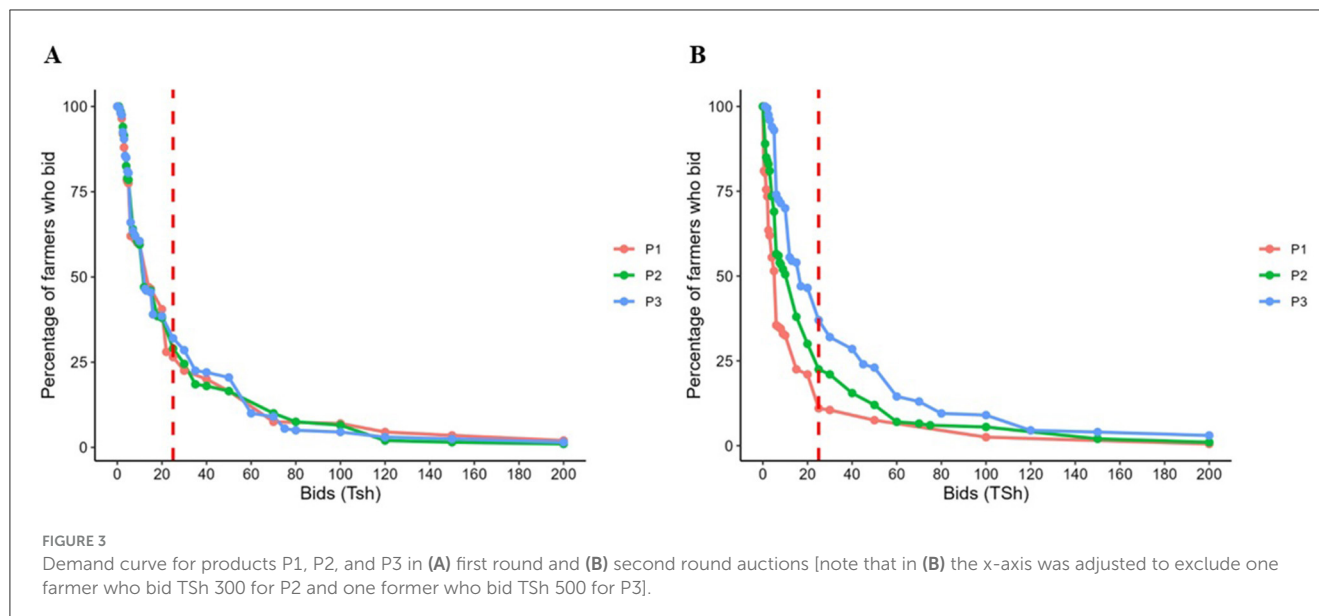 A
B
Percentage of farmers who bid
100
75
50
25
0
0 20 40 60 80 100 120 140 160 180 200
Bids (Tsh)
P1
P2
P3
Percentage of farmers who bid
100
75
50
25
0
0 20 40 60 80 100 120 140 160 180 200
Bids (TSh)
P1
P2
P3
FIGURE 3
Demand curve for products P1, P2, and P3 in (A) first round and (B) second round auctions [note that in (B) the x-axis was adjusted to exclude one
farmer who bid TSh 300 for P2 and one former who bid TSh 500 for P3].